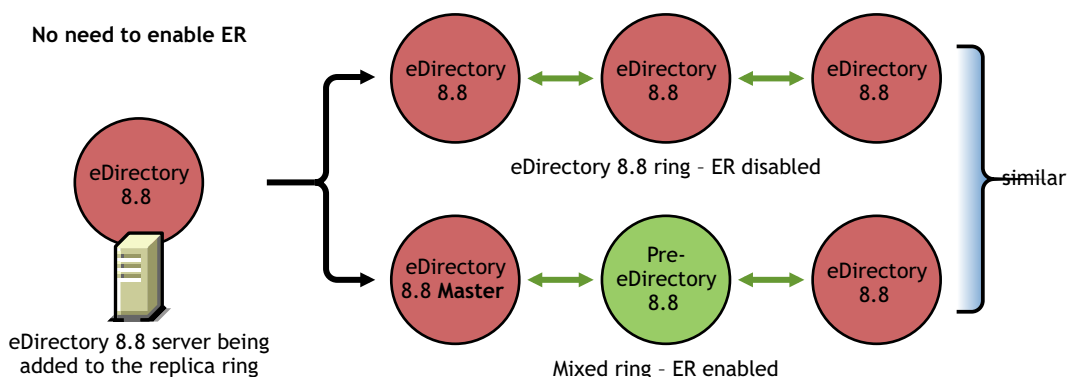 No need to enable ER
eDirectory
8.8
eDirectory
8.8
eDirectory
8.8
eDirectory 8.8 ring – ER disabled
eDirectory
8.8
eDirectory 8.8 server being
added to the replica ring
similar
eDirectory
8.8 Master
Pre-
eDirectory
8.8
eDirectory
8.8
Mixed ring – ER enabled